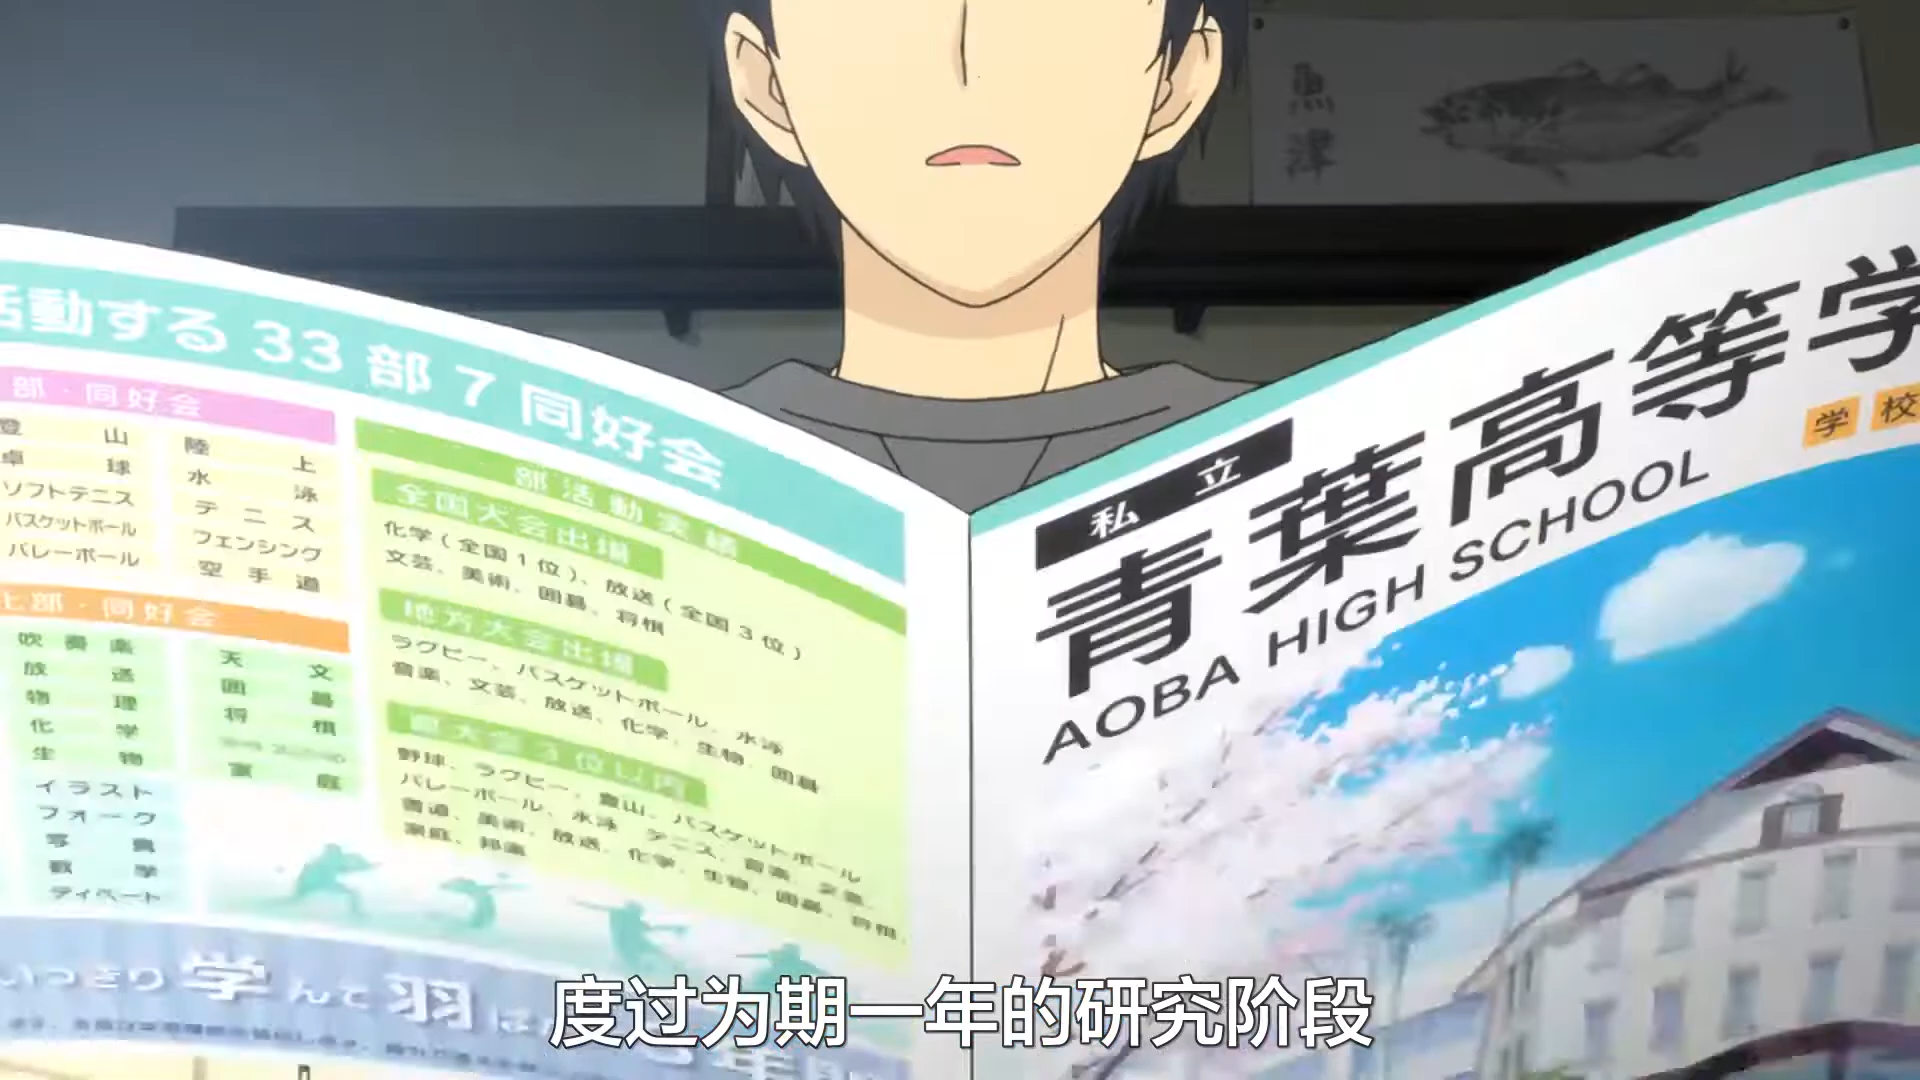 魚津
活動する33部7同好会
部・同好会
登山
卓球
ソフトテニス
バスケットボール
バレーボール
陸上
水泳
テニス
フェンシング
空手道
化部・同好会
吹奏楽
放送
物理
化学
生物
イラスト
フォーク
写真
数学
ディベート
天文
囲碁
将棋
家庭
部活動実績
全国大会出場
化学(全国1位)、放送(全国3位)
文芸、美術、囲碁、将棋
地方大会出場
ラグビー、バスケットボール、水泳
音楽、文芸、放送、化学、生物、囲碁
県大会3位以内
野球、ラグビー、登山、バスケットボール
バレーボール、水泳、テニス、音楽、文芸、
書道、美術、放送、化学、生物、囲碁、将棋、
家庭、邦楽
学んで羽
私立
青葉高等学
AOBA HIGH SCHOOL
学校
度过为期一年的研究阶段